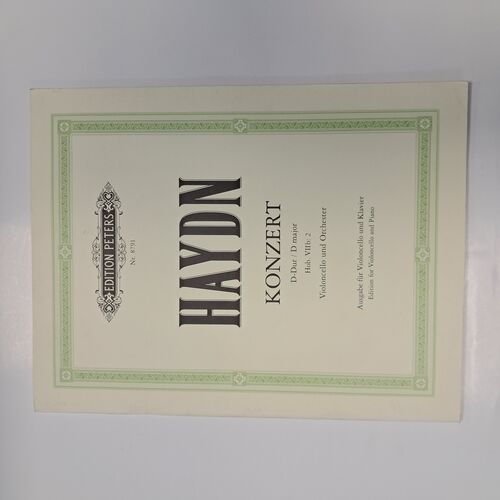 EDITION PETERS
Nr. 8791
HAYDN
KONZERT
D-Dur / D major
Hob. VIIb: 2
Violoncello und Orchester
Ausgabe für Violoncello und Klavier
Edition for Violoncello and Piano